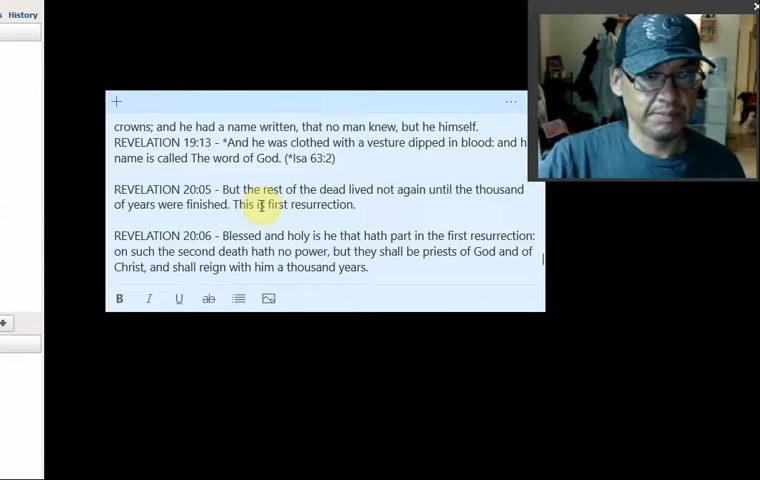 History
crowns; and he had a name written, that no man knew, but he himself.
REVELATION 19:13 - *And he was clothed with a vesture dipped in blood: and h
name is called The word of God. (*Isa 63:2)
REVELATION 20:05 - But the rest of the dead lived not again until the thousand
of years were finished. This is first resurrection.
REVELATION 20:06 - Blessed and holy is he that hath part in the first resurrection:
on such the second death hath no power, but they shall be priests of God and of
Christ, and shall reign with him a thousand years.
B I U ab